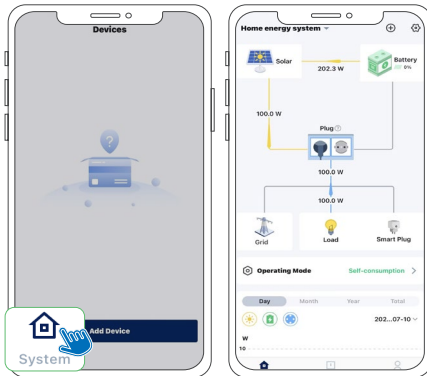 Devices
Add Device
System
Home energy system
Solar
202.3 W
Battery
0%
100.0 W
Plug
100.0 W
100.0 W
Grid
Load
Smart Plug
Operating Mode
Self-consumption
Day
Month
Year
Total
202...07-10
W
10